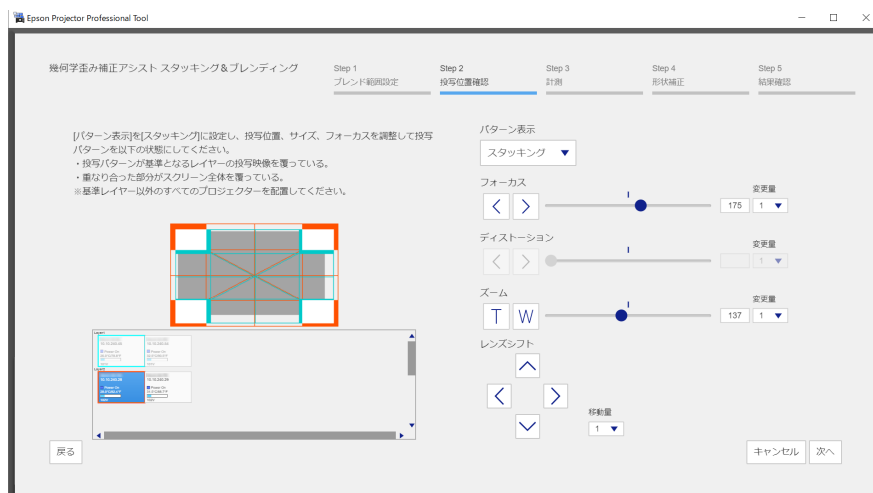 Epson Projector Professional Tool
幾何学歪み補正アシスト スタッキング&ブレンディング
Step 1
ブレンド範囲設定
Step 2
投写位置確認
Step 3
計測
Step 4
形状補正
Step 5
結果確認
[パターン表示]を[スタッキング]に設定し、投写位置、サイズ、フォーカスを調整して投写
パターンを以下の状態にしてください。
・投写パターンが基準となるレイヤーの投写映像を覆っている。
・重なり合った部分がスクリーン全体を覆っている。
※基準レイヤー以外のすべてのプロジェクターを配置してください。
パターン表示
スタッキング
フォーカス
変更量
175
1
ディストーション
変更量
1
ズーム
変更量
T
W
137
1
レンズシフト
移動量
1
Layer1
Power On
Power On
Layer2
Power On
Power On
戻る
キャンセル
次へ